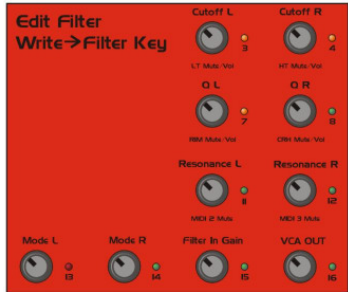 Edit Filter
Write→Filter Key
Cutoff L
Cutoff R
3
4
LT Mute/Vol
HT Mute/Vol
Q L
Q R
7
8
RIM Mute/Vol
CRH Mute/Vol
Resonance L
Resonance R
11
12
MIDI 2 Mute
MIDI 3 Mute
Mode L
Mode R
Filter In Gain
VCA OUT
13
14
15
16